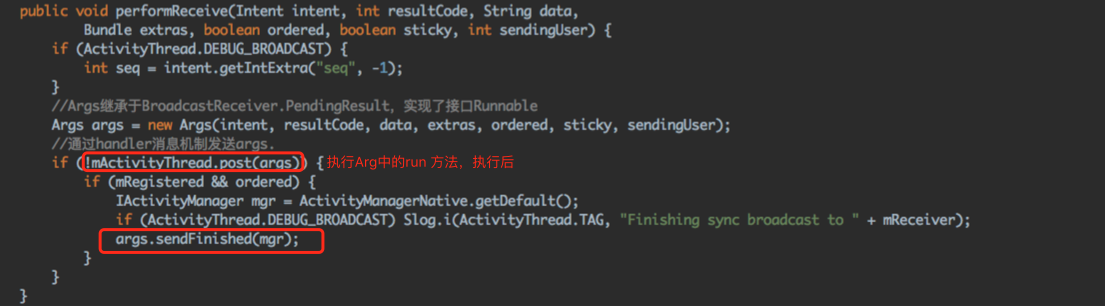 public void performReceive(Intent intent, int resultCode, String data,
Bundle extras, boolean ordered, boolean sticky, int sendingUser) {
if (ActivityThread.DEBUG_BROADCAST) {
int seq = intent.getIntExtra("seq", -1);
}
//Args继承于BroadcastReceiver.PendingResult，实现了接口Runnable
Args args = new Args(intent, resultCode, data, extras, ordered, sticky, sendingUser);
//通过handler消息机制发送args.
if (!mActivityThread.post(args)) { 执行Arg中的run 方法，执行后
if (mRegistered && ordered) {
IActivityManager mgr = ActivityManagerNative.getDefault();
if (ActivityThread.DEBUG_BROADCAST) Slog.i(ActivityThread.TAG, "Finishing sync broadcast to " + mReceiver);
args.sendFinished(mgr);
}
}
}